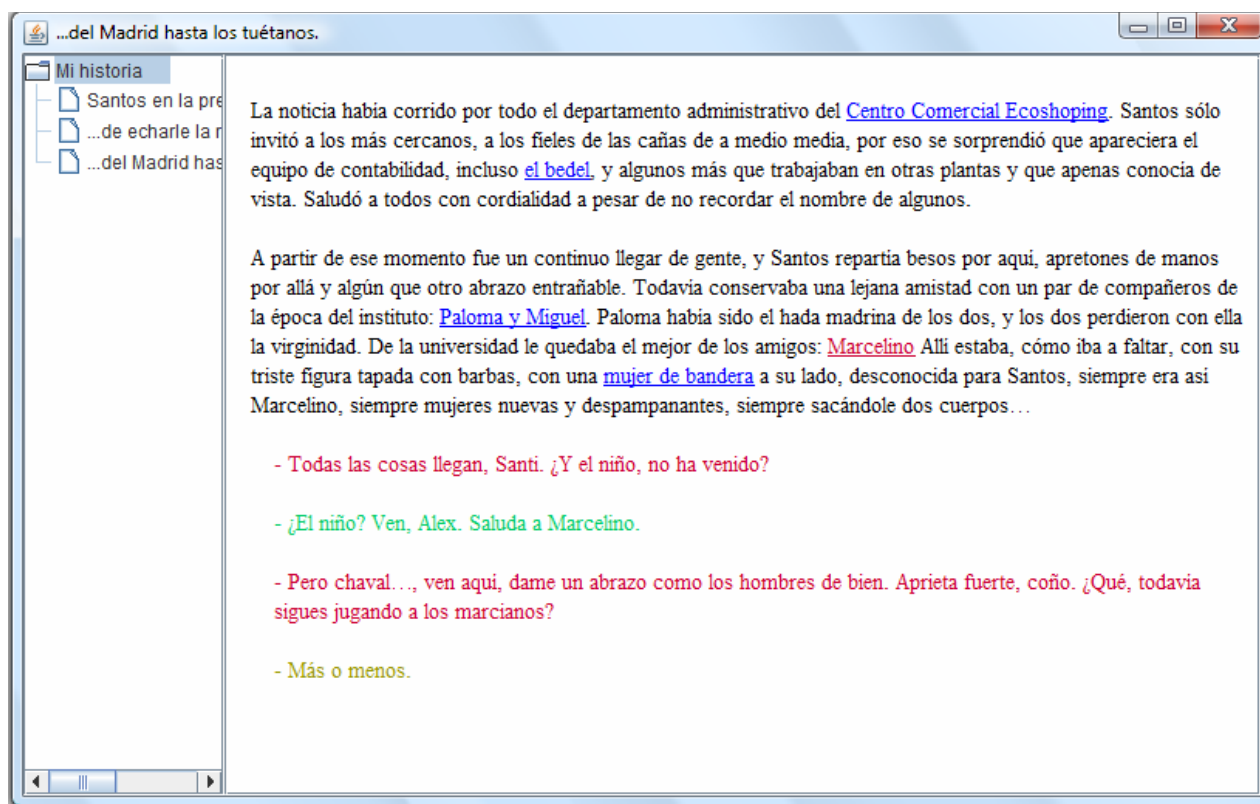 ...del Madrid hasta los tuétanos.
Mi historia
Santos en la pre
...de echarle la r
...del Madrid has
La noticia había corrido por todo el departamento administrativo del Centro Comercial Ecoshoping. Santos sólo
invitó a los más cercanos, a los fieles de las cañas de a medio media, por eso se sorprendió que apareciera el
equipo de contabilidad, incluso el bedel, y algunos más que trabajaban en otras plantas y que apenas conocía de
vista. Saludó a todos con cordialidad a pesar de no recordar el nombre de algunos.
A partir de ese momento fue un continuo llegar de gente, y Santos repartía besos por aquí, apretones de manos
por allá y algún que otro abrazo entrañable. Todavía conservaba una lejana amistad con un par de compañeros de
la época del instituto: Paloma y Miguel. Paloma había sido el hada madrina de los dos, y los dos perdieron con ella
la virginidad. De la universidad le quedaba el mejor de los amigos: Marcelino Allí estaba, cómo iba a faltar, con su
triste figura tapada con barbas, con una mujer de bandera a su lado, desconocida para Santos, siempre era así
Marcelino, siempre mujeres nuevas y despampanantes, siempre sacándole dos cuerpos…
- Todas las cosas llegan, Santi. ¿Y el niño, no ha venido?
- ¿El niño? Ven, Alex. Saluda a Marcelino.
- Pero chaval…, ven aquí, dame un abrazo como los hombres de bien. Aprieta fuerte, coño. ¿Qué, todavía
sigues jugando a los marcianos?
- Más o menos.